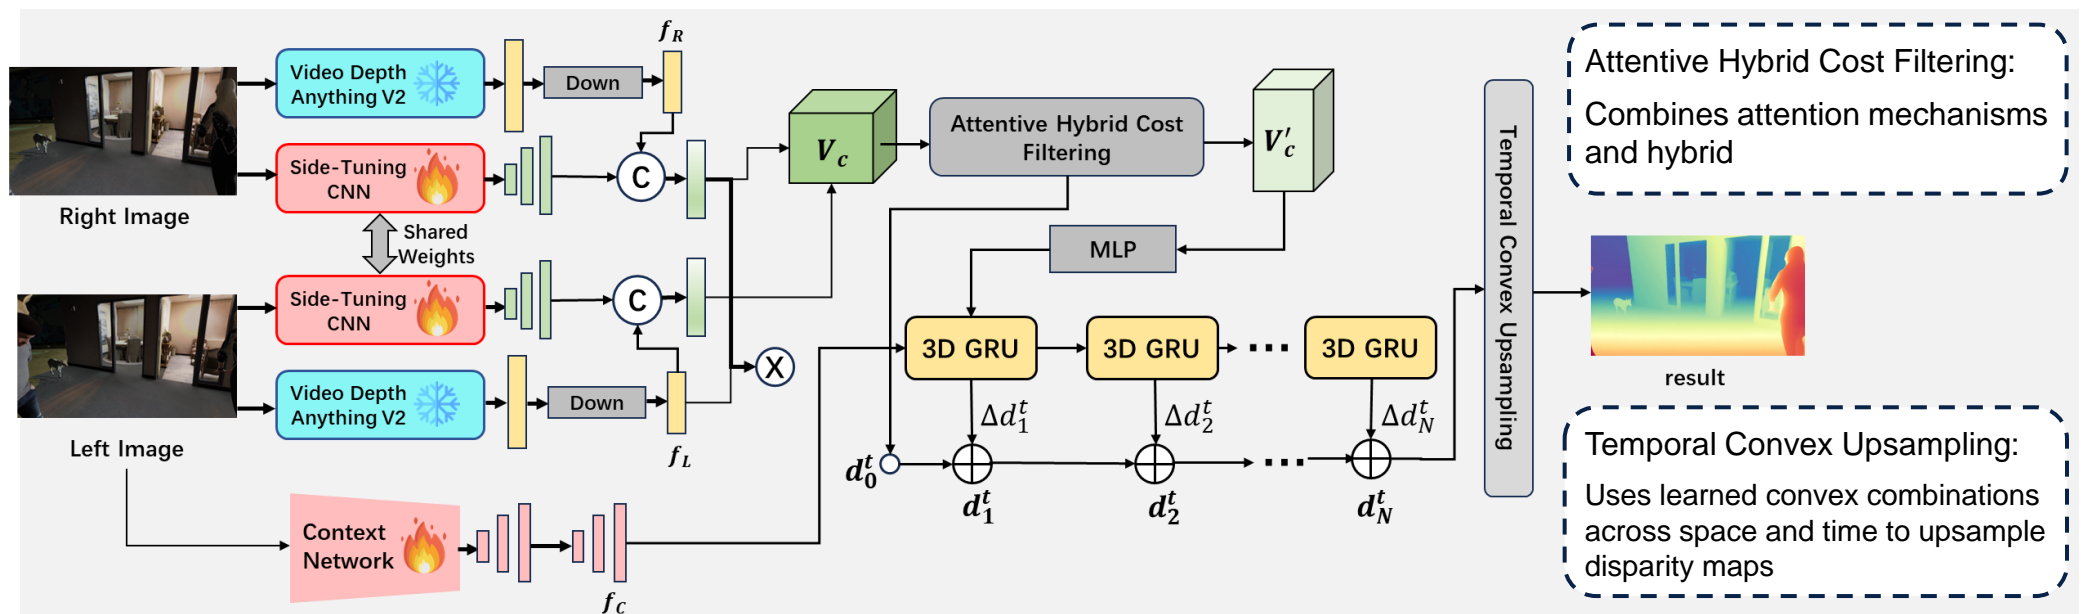 f_R
Video Depth
Anything V2
Down
Right Image
Side-Tuning
CNN
C
Shared
Weights
Side-Tuning
CNN
C
Video Depth
Anything V2
Down
f_L
X
Left Image
Context
Network
f_C
V_c
Attentive Hybrid Cost
Filtering
V'_c
MLP
3D GRU
3D GRU
...
3D GRU
Δd_1^t
Δd_2^t
Δd_N^t
d_0^t
...
d_1^t
d_2^t
d_N^t
Temporal Convex Upsampling
Attentive Hybrid Cost Filtering:
Combines attention mechanisms
and hybrid
result
Temporal Convex Upsampling:
Uses learned convex combinations
across space and time to upsample
disparity maps